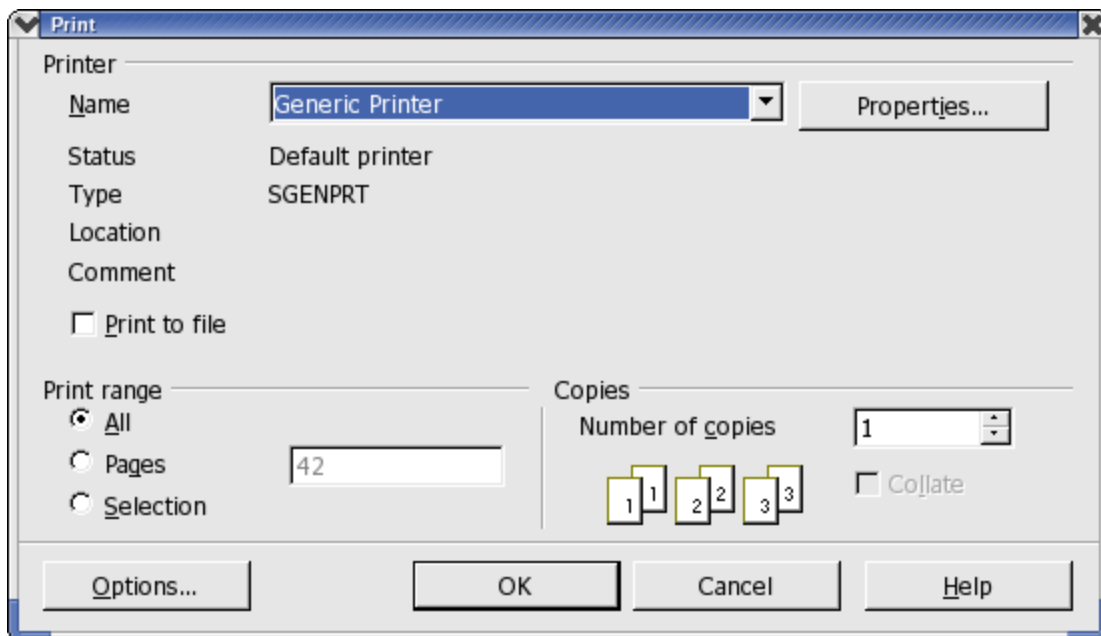 Print
Printer
Name Generic Printer Properties...
Status Default printer
Type SGENPRT
Location
Comment
Print to file
Print range
All
Pages 42
Selection
Copies
Number of copies 1
1 1 2 2 3 3
Collate
Options... OK Cancel Help